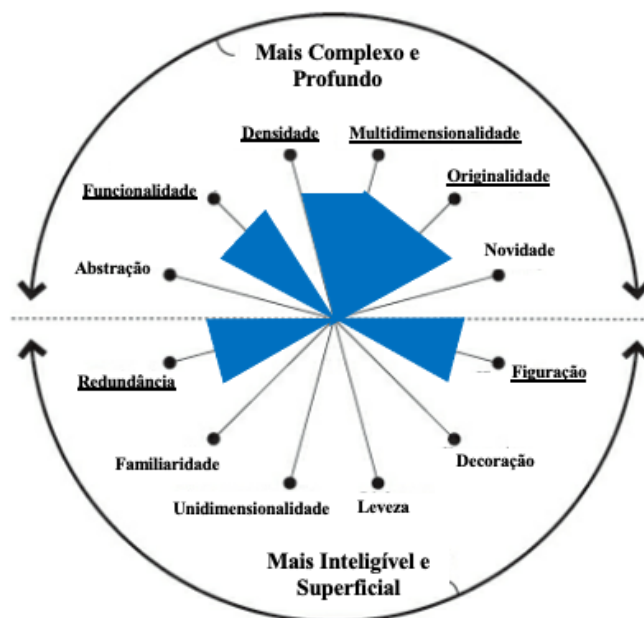 Mais Complexo e
Profundo
Densidade
Multidimensionalidade
Funcionalidade
Originalidade
Abstração
Novidade
Redundância
Figuração
Familiaridade
Decoração
Unidimensionalidade
Leveza
Mais Inteligível e
Superficial